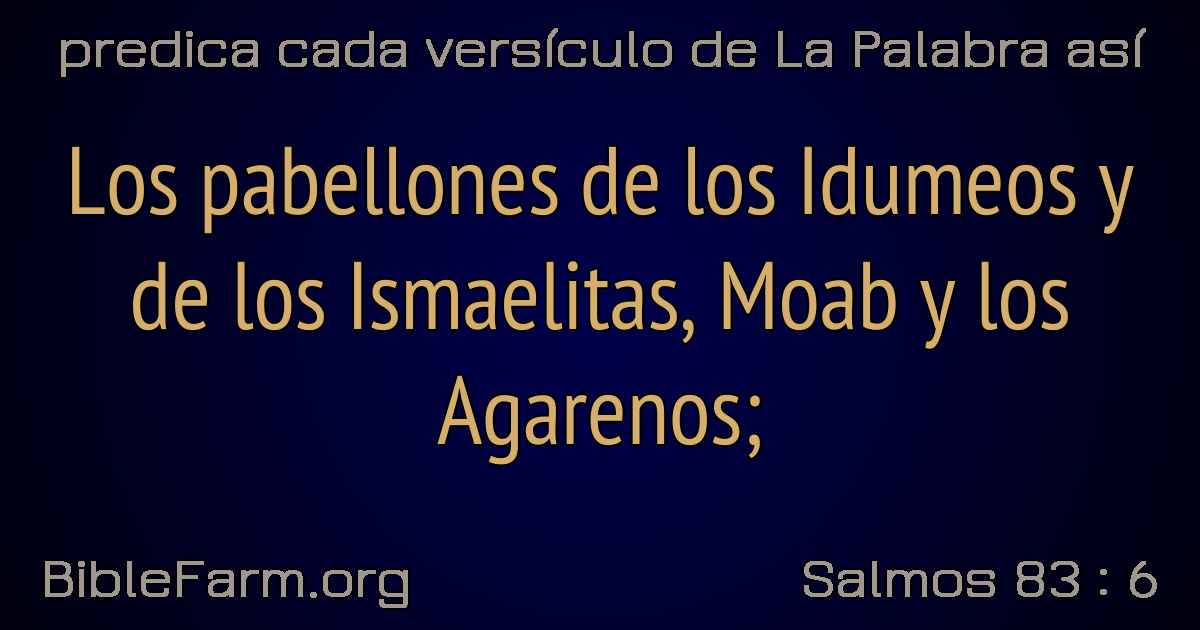 predica cada versículo de La Palabra así
Los pabellones de los Idumeos y
de los Ismaelitas, Moab y los
Agarenos;
BibleFarm.org
Salmos 83 : 6